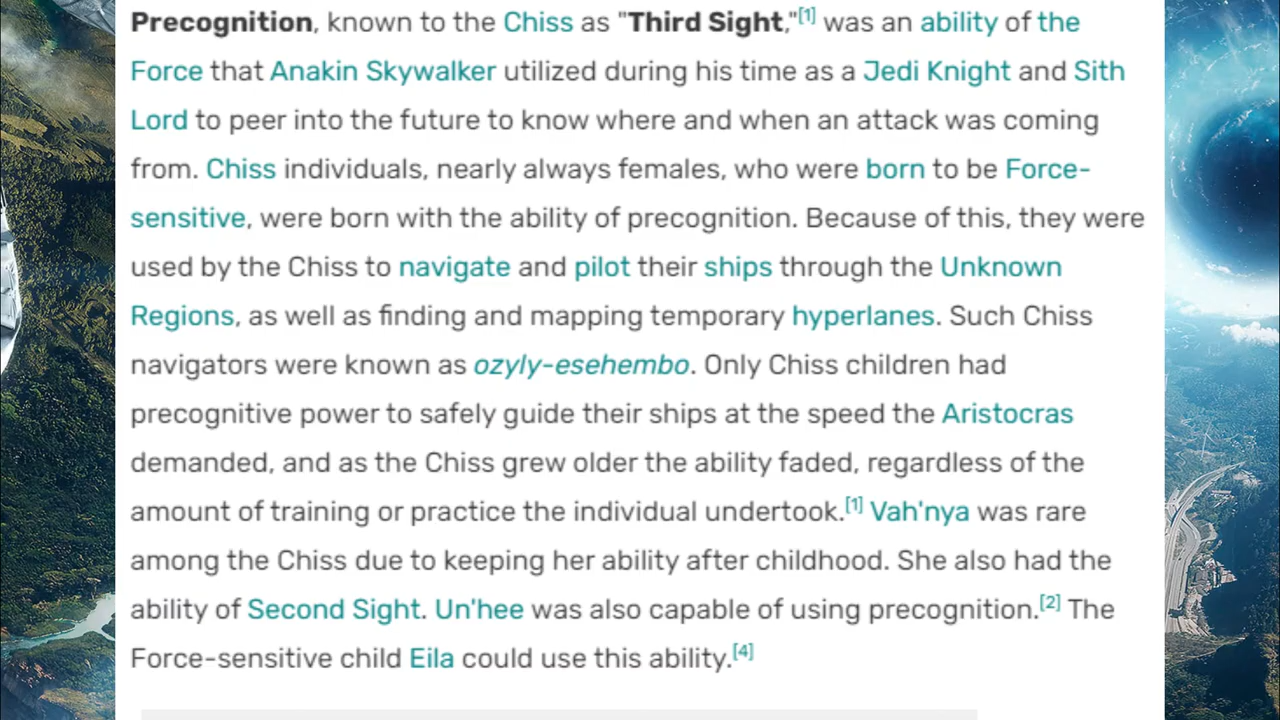 Precognition, known to the Chiss as "Third Sight,"[1] was an ability of the
Force that Anakin Skywalker utilized during his time as a Jedi Knight and Sith
Lord to peer into the future to know where and when an attack was coming
from. Chiss individuals, nearly always females, who were born to be Force-
sensitive, were born with the ability of precognition. Because of this, they were
used by the Chiss to navigate and pilot their ships through the Unknown
Regions, as well as finding and mapping temporary hyperlanes. Such Chiss
navigators were known as ozyly-esehembo. Only Chiss children had
precognitive power to safely guide their ships at the speed the Aristocras
demanded, and as the Chiss grew older the ability faded, regardless of the
amount of training or practice the individual undertook.[1] Vah'nya was rare
among the Chiss due to keeping her ability after childhood. She also had the
ability of Second Sight. Un'hee was also capable of using precognition.[2] The
Force-sensitive child Eila could use this ability.[4]